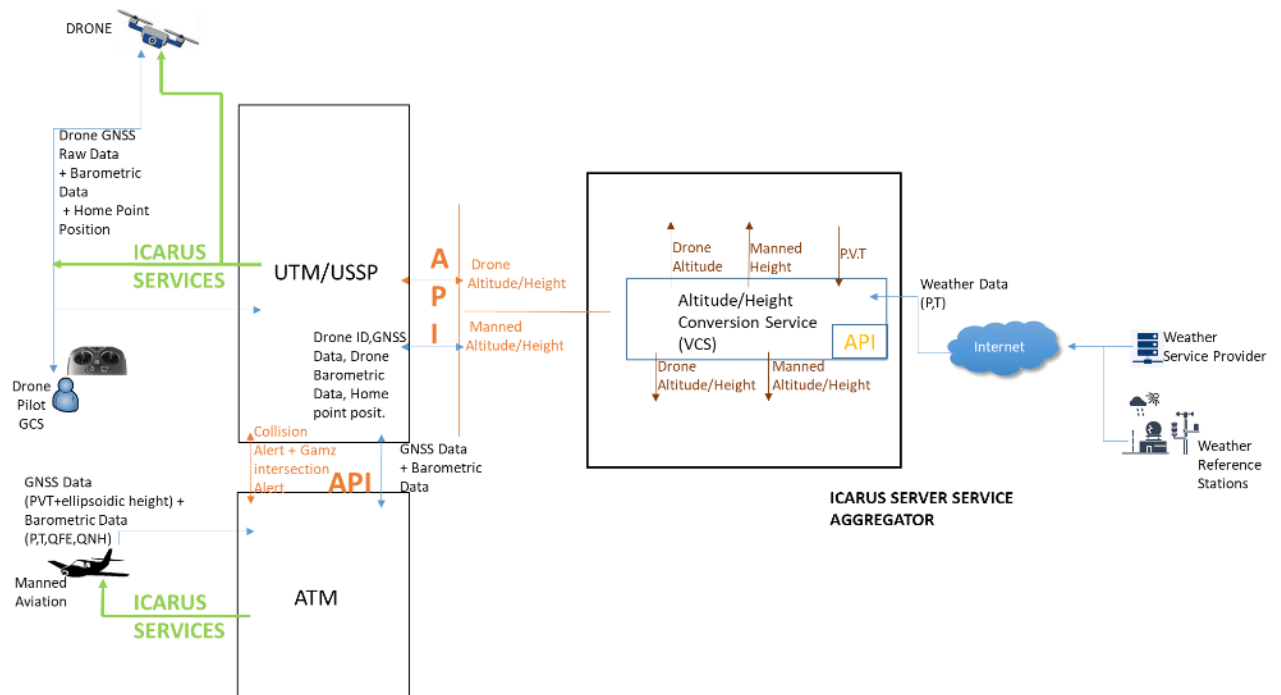 DRONE
Drone GNSS
Raw Data
+ Barometric
Data
+ Home Point
Position
ICARUS
SERVICES
Drone
Pilot
GCS
UTM/USSP
Drone ID,GNSS
Data, Drone
Barometric
Data, Home
point posit.
A
P
I
Drone
Altitude/Height
Manned
Altitude/Height
Collision
Alert + Gamz
intersection
Alert
API
GNSS Data
+ Barometric
Data
GNSS Data
(PVT+ellipsoidic height) +
Barometric Data
(P,T,QFE,QNH)
Manned
Aviation
ICARUS
SERVICES
ATM
Drone
Altitude
Manned
Height
P.V.T
Altitude/Height
Conversion Service
(VCS)
API
Drone
Altitude/Height
Manned
Altitude/Height
ICARUS SERVER SERVICE
AGGREGATOR
Weather Data
(P,T)
Internet
Weather
Service Provider
Weather
Reference
Stations